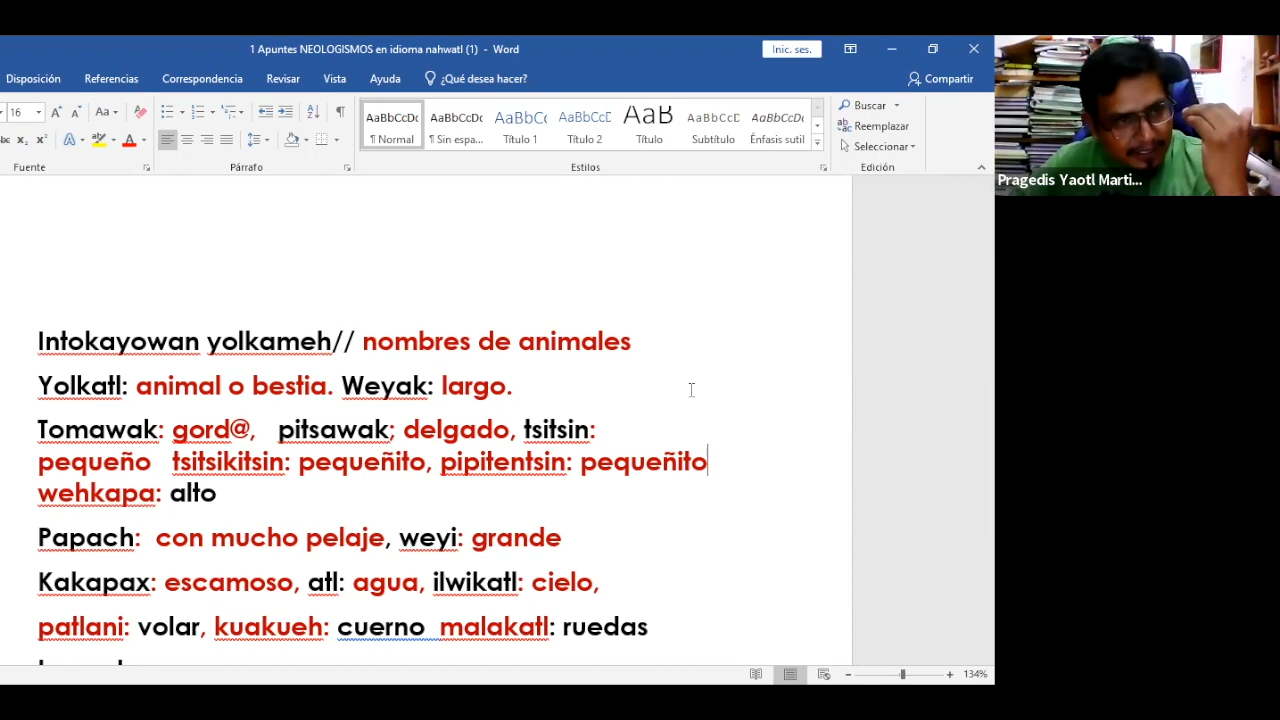 1 Apuntes NEOLOGISMOS en idioma nahwatl (1) - Word
Inic. ses.
Disposición Referencias Correspondencia Revisar Vista Ayuda ¿Qué desea hacer? Compartir
16 Aa
AaBbCcDc AaBbCcDc AaBbCc AaBbCcC AaB AaBbCcD AaBbCcDc
¶ Normal ¶ Sin espa... Título 1 Título 2 Título Subtítulo Énfasis sutil
Buscar
Reemplazar
Seleccionar
Fuente Párrafo Estilos Edición
Pragedis Yaotl Marti...
Intokayowan yolkameh// nombres de animales
Yolkatl: animal o bestia. Weyak: largo.
Tomawak: gord@, pitsawak; delgado, tsitsin:
pequeño tsitsikitsin: pequeñito, pipitentsin: pequeñito
wehkapa: alto
Papach: con mucho pelaje, weyi: grande
Kakapax: escamoso, atl: agua, ilwikatl: cielo,
patlani: volar, kuakueh: cuerno malakatl: ruedas
134%